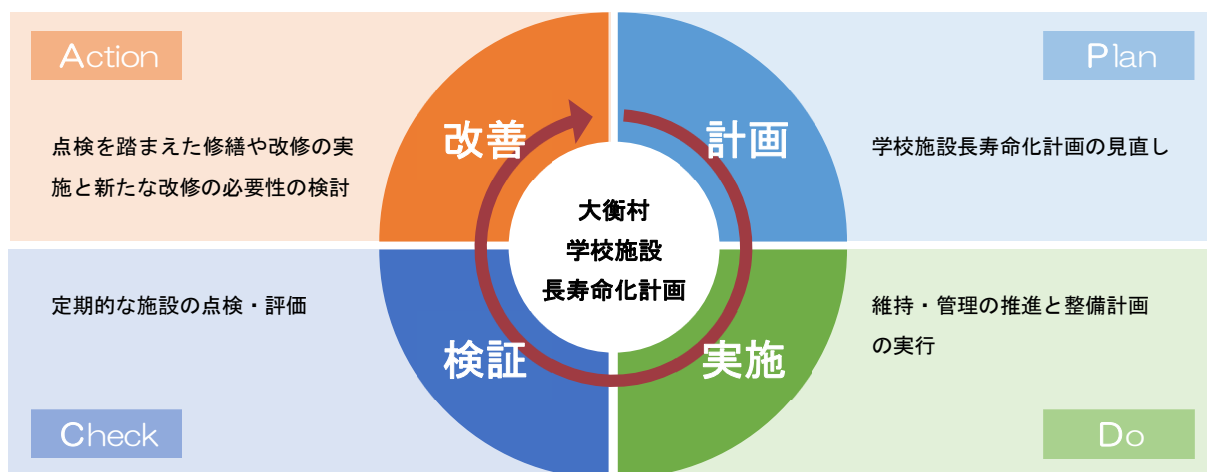 Action
点検を踏まえた修繕や改修の実
施と新たな改修の必要性の検討
改善
計画
Plan
学校施設長寿命化計画の見直し
大衡村
学校施設
長寿命化計画
定期的な施設の点検・評価
Check
検証
実施
維持・管理の推進と整備計画
の実行
Do